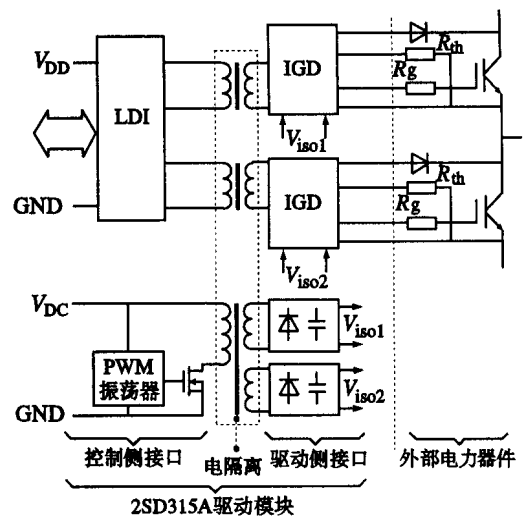 V_DD
LDI
GND
IGD
R_th
R_g
V_iso1
IGD
R_th
R_g
V_iso2
V_DC
PWM
振荡器
GND
V_iso1
V_iso2
控制侧接口
电隔离
驱动侧接口
外部电力器件
2SD315A驱动模块